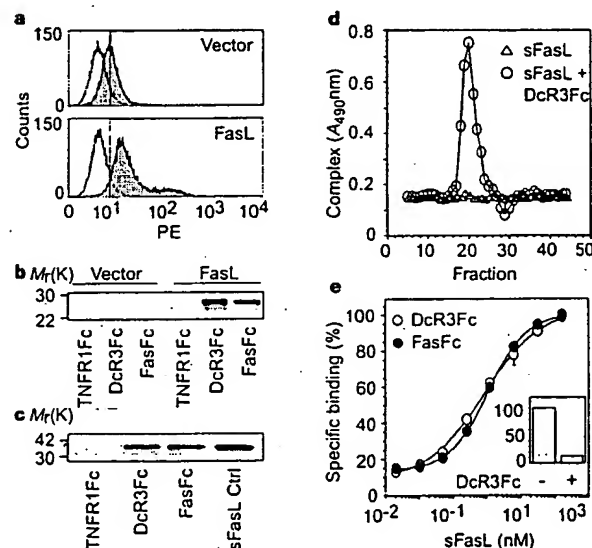 a
150
Vector
0
150
FasL
0
Counts
0 10¹ 10² 10³ 10⁴
PE
b Mr(K) Vector FasL
30
22
TNFR1Fc
DcR3Fc
FasFc
TNFR1Fc
DcR3Fc
FasFc
c Mr(K)
42
30
TNFR1Fc
DcR3Fc
FasFc
sFasL Ctrl
d
0.8
0.6
0.4
0.2
0
Complex (A490nm)
sFasL
sFasL +
DcR3Fc
0 10 20 30 40 50
Fraction
e
100
80
60
40
20
0
Specific binding (%)
DcR3Fc
FasFc
100
50
0
DcR3Fc - +
10⁻² 10⁻¹ 10⁰ 10¹ 10² 10³
sFasL (nM)